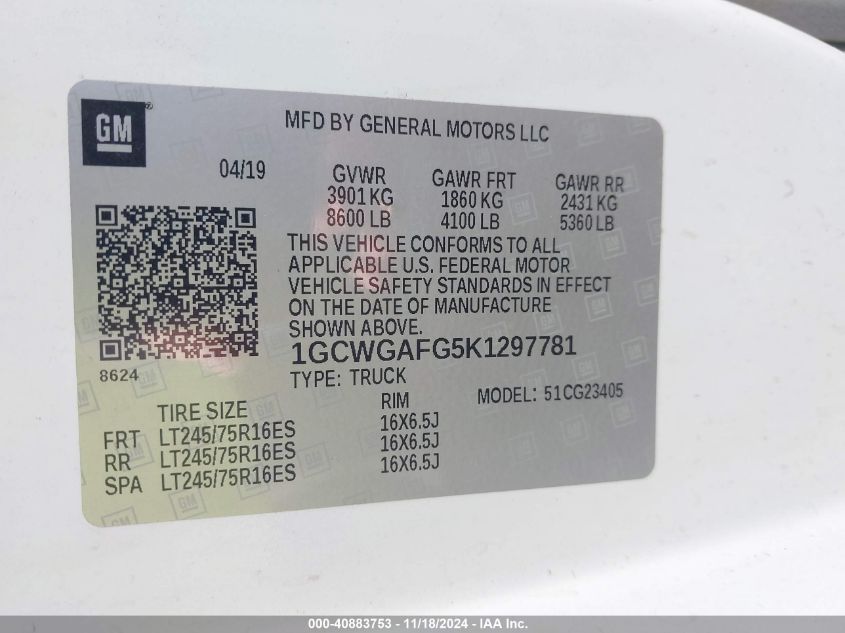 GM
MFD BY GENERAL MOTORS LLC
04/19
GVWR GAWR FRT GAWR RR
3901 KG 1860 KG 2431 KG
8600 LB 4100 LB 5360 LB
THIS VEHICLE CONFORMS TO ALL
APPLICABLE U.S. FEDERAL MOTOR
VEHICLE SAFETY STANDARDS IN EFFECT
ON THE DATE OF MANUFACTURE
SHOWN ABOVE.
1GCWGAFG5K1297781
8624
TYPE: TRUCK MODEL: 51CG23405
TIRE SIZE RIM
FRT LT245/75R16ES 16X6.5J
RR LT245/75R16ES 16X6.5J
SPA LT245/75R16ES 16X6.5J
000-40883753 - 11/18/2024 - IAA Inc.